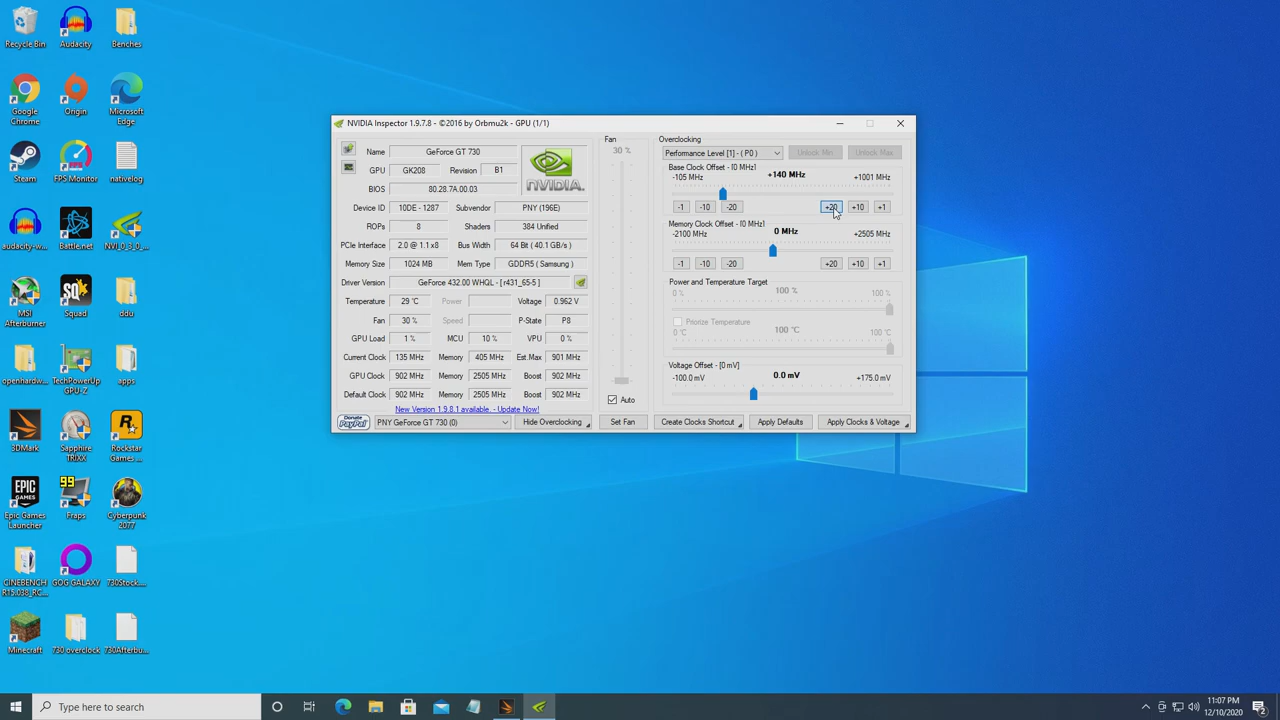 Recycle Bin
Audacity
Benches
Google
Chrome
Origin
Microsoft
Edge
Steam
FPS Monitor
nativelog
audacity-w...
Battle.net
NVI_0_3_0_...
MSI
Afterburner
Squad
ddu
openhardw...
TechPowerUp
GPU-Z
apps
3DMark
Sapphire
TRIXX
Rockstar
Games ...
Epic Games
Launcher
99
Fraps
Cyberpunk
2077
CINEBENCH
R15.038_RC...
GOG GALAXY
730Stock....
Minecraft
730 overclock
730Afterbu...
NVIDIA Inspector 1.9.7.8 - ©2016 by Orbmu2k - GPU (1/1)
Name GeForce GT 730
GPU GK208 Revision B1
nVIDIA.
BIOS 80.28.7A.00.03
Device ID 10DE - 1287 Subvendor PNY (196E)
ROPs 8 Shaders 384 Unified
PCIe Interface 2.0 @ 1.1 x8 Bus Width 64 Bit ( 40.1 GB/s )
Memory Size 1024 MB Mem Type GDDR5 ( Samsung )
Driver Version GeForce 432.00 WHQL - [ r431_65-5 ]
Temperature 29 °C Power Voltage 0.962 V
Fan 30 % Speed P-State P8
GPU Load 1 % MCU 10 % VPU 0 %
Current Clock 135 MHz Memory 405 MHz Est.Max 901 MHz
GPU Clock 902 MHz Memory 2505 MHz Boost 902 MHz
Default Clock 902 MHz Memory 2505 MHz Boost 902 MHz
New Version 1.9.8.1 available. - Update Now!
Donate
PayPal
PNY GeForce GT 730 (0)
Hide Overclocking
Fan
30 %
Auto
Set Fan
Overclocking
Performance Level [1] - ( P0 )
Unlock Min
Unlock Max
Base Clock Offset - [0 MHz]
-105 MHz +140 MHz +1001 MHz
-1 -10 -20 +20 +10 +1
Memory Clock Offset - [0 MHz]
-2100 MHz 0 MHz +2505 MHz
-1 -10 -20 +20 +10 +1
Power and Temperature Target
0 % 100 % 100 %
Priorize Temperature
0 °C 100 °C 100 °C
Voltage Offset - [0 mV]
-100.0 mV 0.0 mV +175.0 mV
Create Clocks Shortcut
Apply Defaults
Apply Clocks & Voltage
Type here to search
11:07 PM
12/10/2020
2